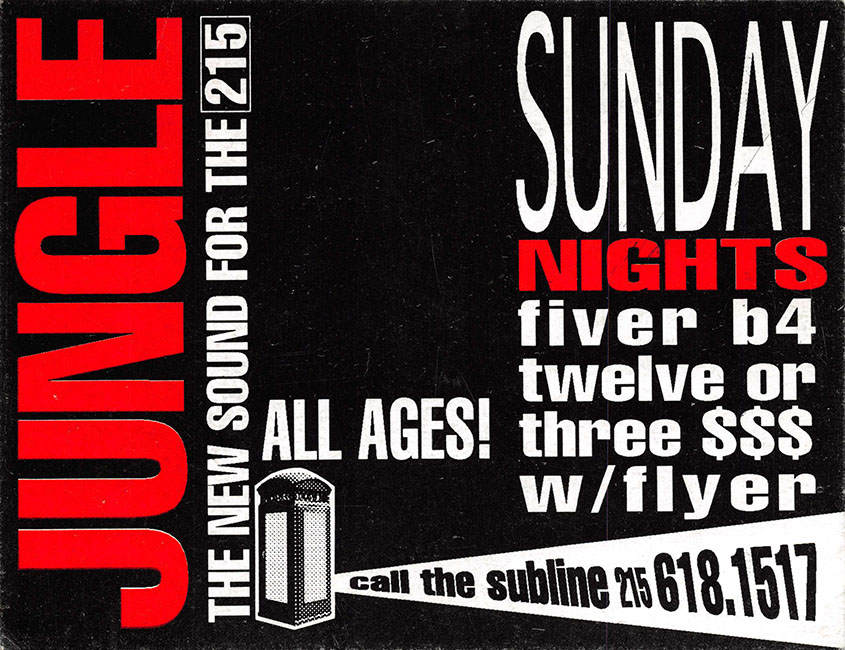 JUNGLE
THE NEW SOUND FOR THE 215
SUNDAY
NIGHTS
fiver b4
twelve or
three $$$
w/flyer
ALL AGES!
call the subline 215 618.1517